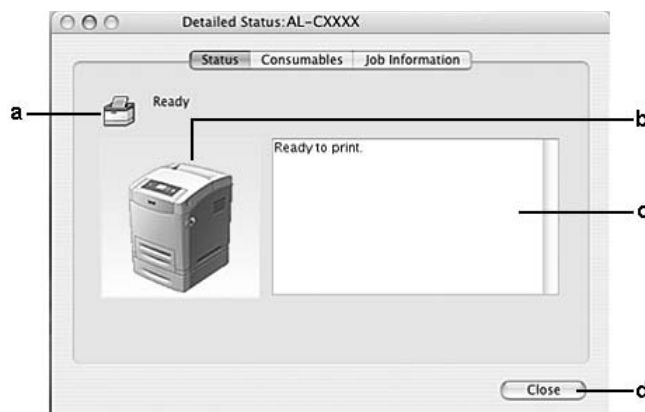 Detailed Status:AL-CXXXX
Status Consumables Job Information
a
Ready
b
Ready to print.
c
Close
d